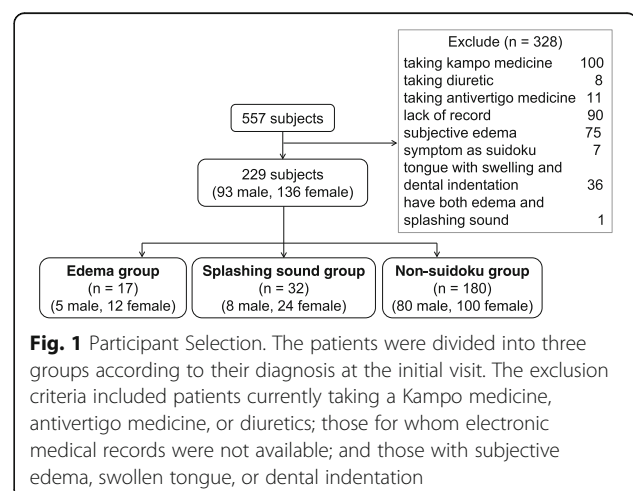 Exclude (n = 328)
taking kampo medicine 100
taking diuretic 8
taking antivertigo medicine 11
lack of record 90
subjective edema 75
symptom as suidoku 7
tongue with swelling and
dental indentation 36
have both edema and
splashing sound 1
557 subjects
229 subjects
(93 male, 136 female)
Edema group
(n = 17)
(5 male, 12 female)
Splashing sound group
(n = 32)
(8 male, 24 female)
Non-suidoku group
(n = 180)
(80 male, 100 female)
Fig. 1 Participant Selection. The patients were divided into three
groups according to their diagnosis at the initial visit. The exclusion
criteria included patients currently taking a Kampo medicine,
antivertigo medicine, or diuretics; those for whom electronic
medical records were not available; and those with subjective
edema, swollen tongue, or dental indentation